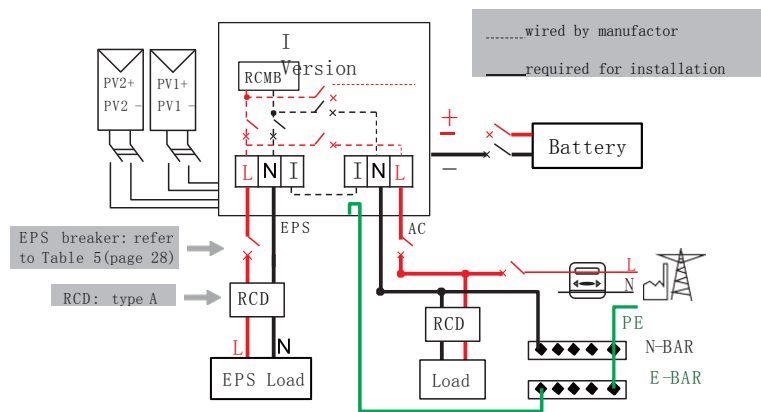 wired by manufactor
required for installation
I
Version
RCMB
PV2+
PV2 -
PV1+
PV1 -
+
-
Battery
L
N
I
I
N
L
EPS
AC
EPS breaker: refer
to Table 5(page 28)
RCD: type A
RCD
L
N
EPS Load
RCD
Load
L
N
PE
N-BAR
E-BAR